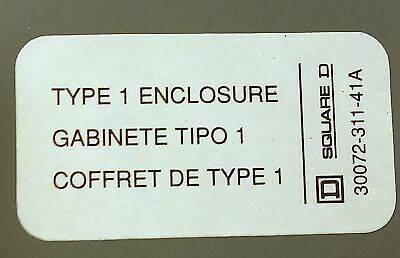 TYPE 1 ENCLOSURE
GABINETE TIPO 1
COFFRET DE TYPE 1
D SQUARE D
30072-311-41A